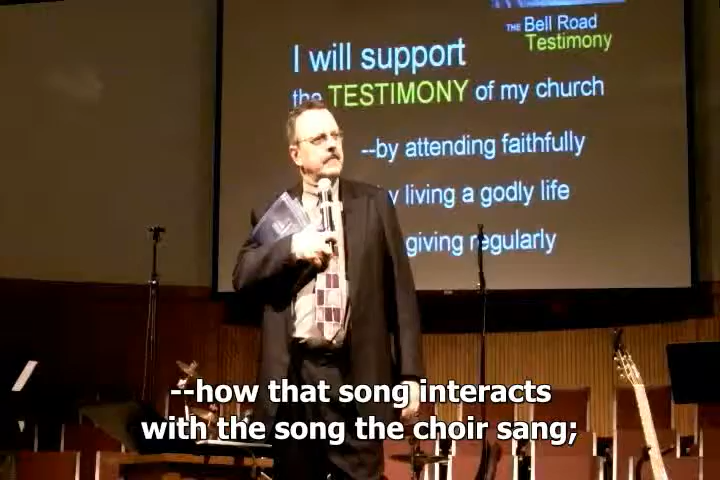 THE Bell Road
Testimony
I will support
the TESTIMONY of my church
--by attending faithfully
living a godly life
giving regularly
--how that song interacts
with the song the choir sang;